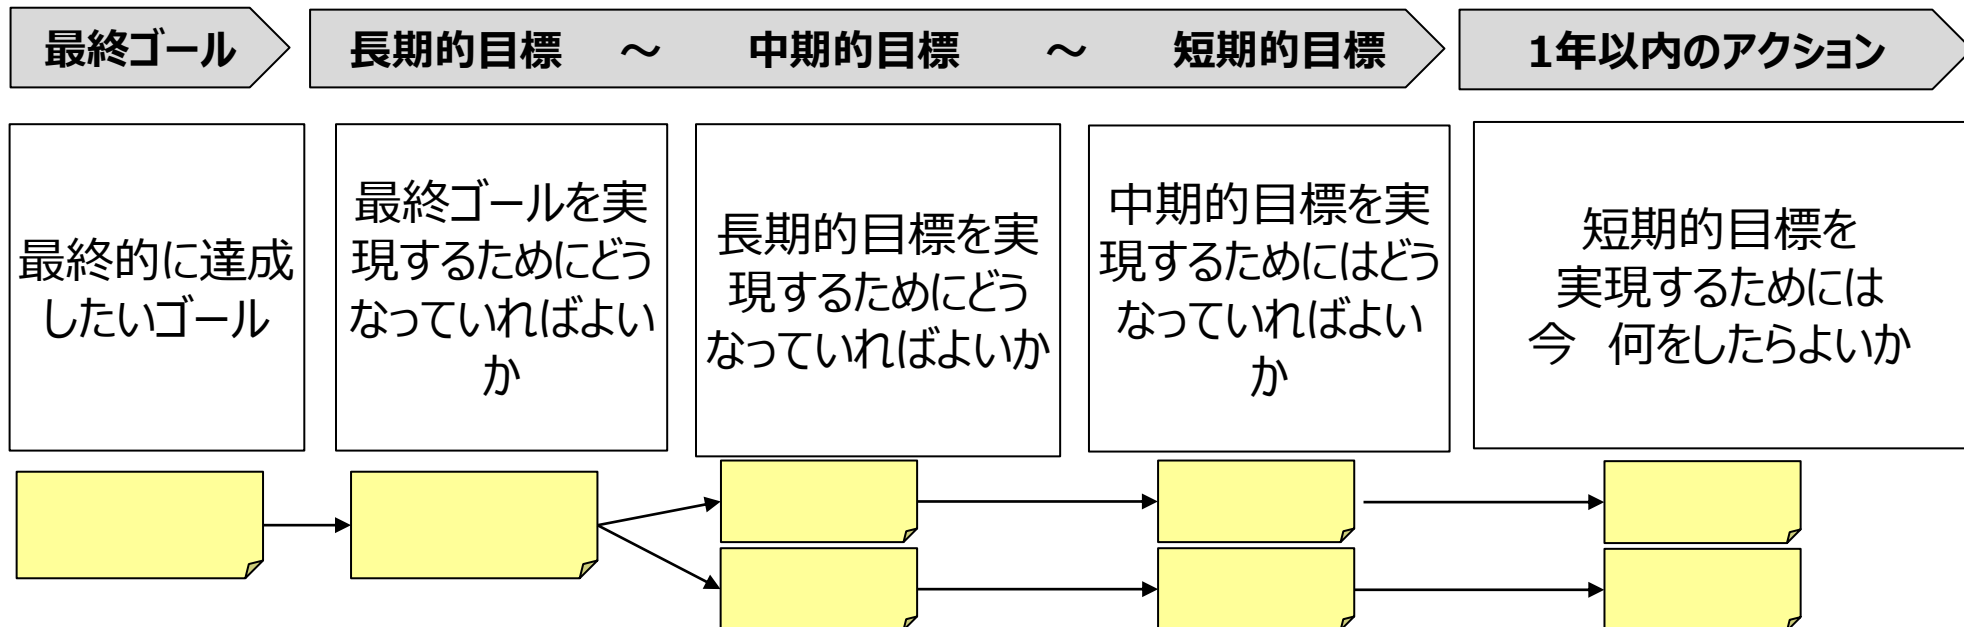 最終ゴール
長期的目標　～　中期的目標　～　短期的目標
1年以内のアクション
最終的に達成
したいゴール
最終ゴールを実
現するためにどう
なっていればよい
か
長期的目標を実
現するためにどう
なっていればよいか
中期的目標を実
現するためにはどう
なっていればよい
か
短期的目標を
実現するためには
今　何をしたらよいか